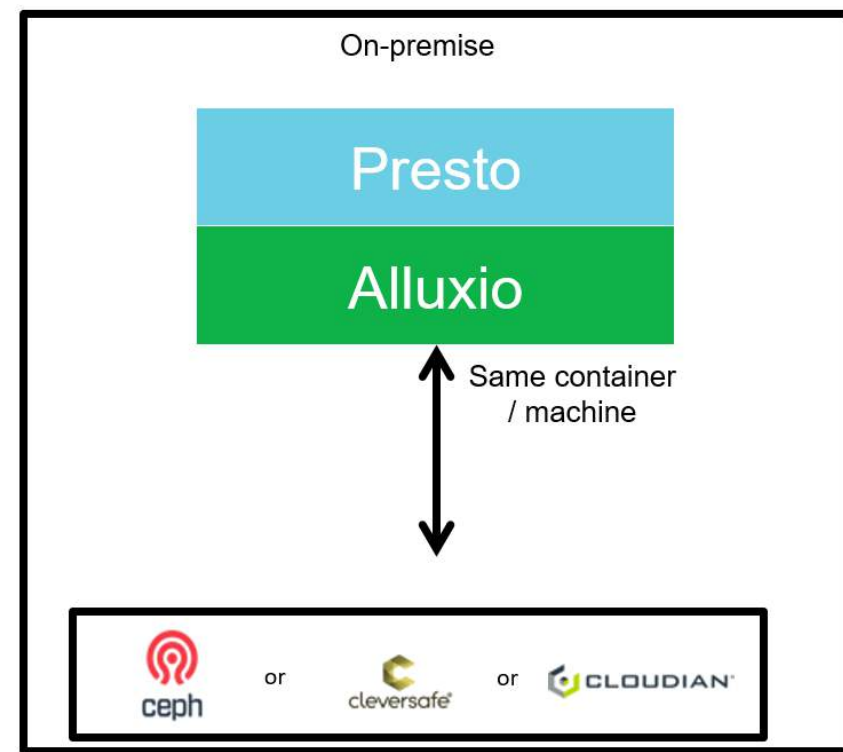 On-premise
Presto
Alluxio
Same container
/ machine
ceph or cleversafe or CLOUDIAN